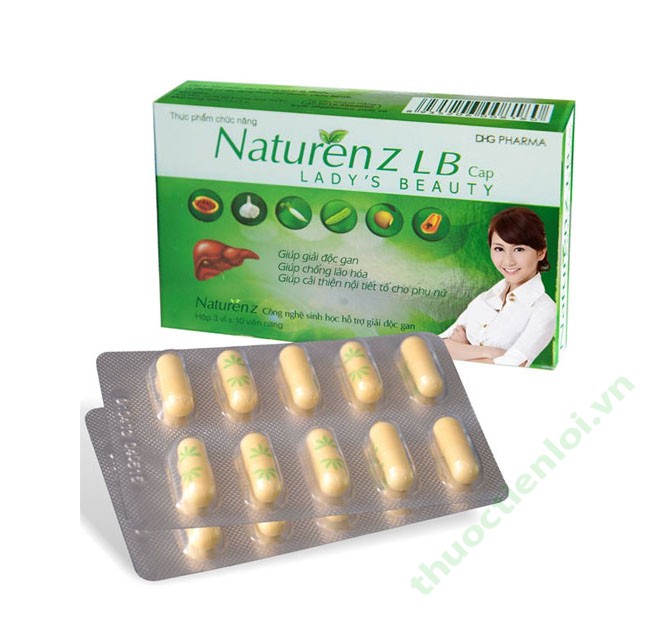 Thực phẩm chức năng
DHG PHARMA
Naturenz LB Cap
LADY'S BEAUTY
Giúp giải độc gan
Giúp chống lão hóa
Giúp cải thiện nội tiết tố cho phụ nữ
Naturenz Công nghệ sinh học hỗ trợ giải độc gan
Hộp 3 vỉ x 10 viên nang
thuoctienloi.vn